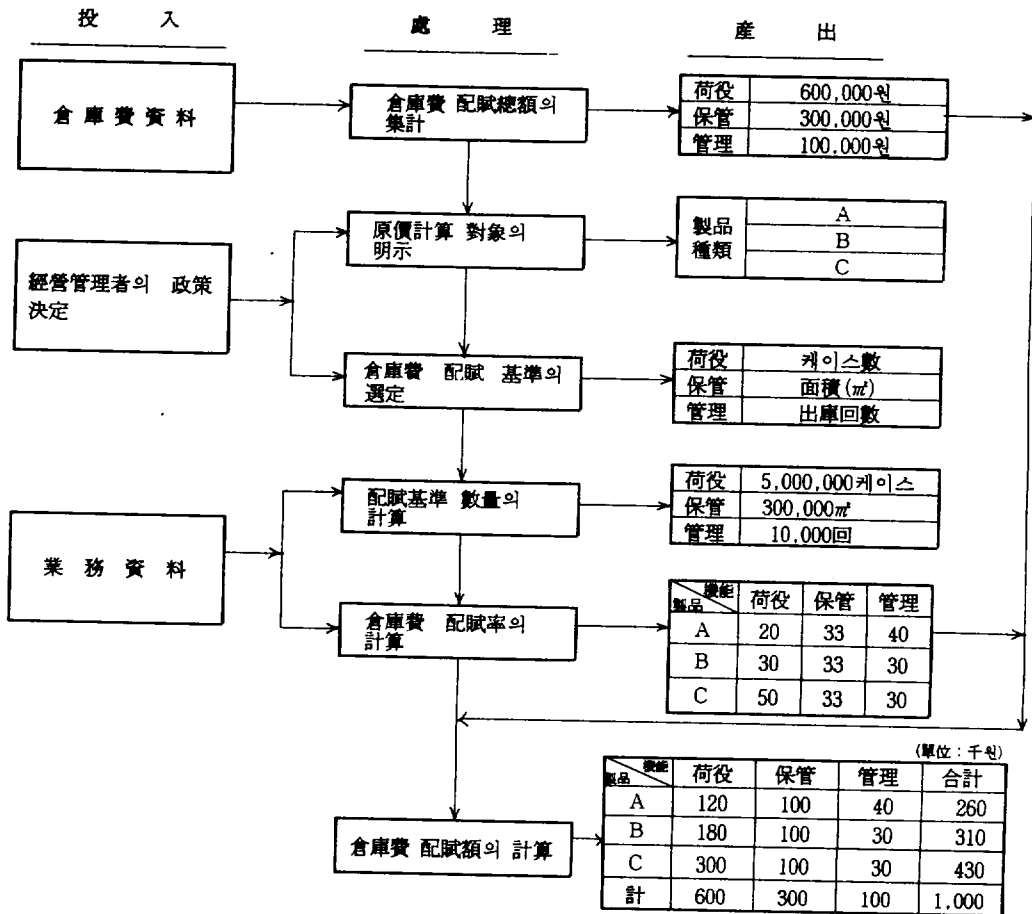 投 入
處 理
産 出
倉 庫 費 資 料
倉庫費 配賦總額의
集計
荷役 600,000원
保管 300,000원
管理 100,000원
原價計算 對象의
明示
製品
種類
A
B
C
經營管理者의 政策
決定
倉庫費 配賦 基準의
選定
荷役 케이스數
保管 面積(㎡)
管理 出庫回數
配賦基準 數量의
計算
荷役 5,000,000케이스
保管 300,000㎡
管理 10,000回
業 務 資 料
倉庫費 配賦率의
計算
製品 機能 荷役 保管 管理
A 20 33 40
B 30 33 30
C 50 33 30
(單位 : 千원)
製品 機能 荷役 保管 管理 合計
A 120 100 40 260
B 180 100 30 310
C 300 100 30 430
計 600 300 100 1,000
倉庫費 配賦額의 計算